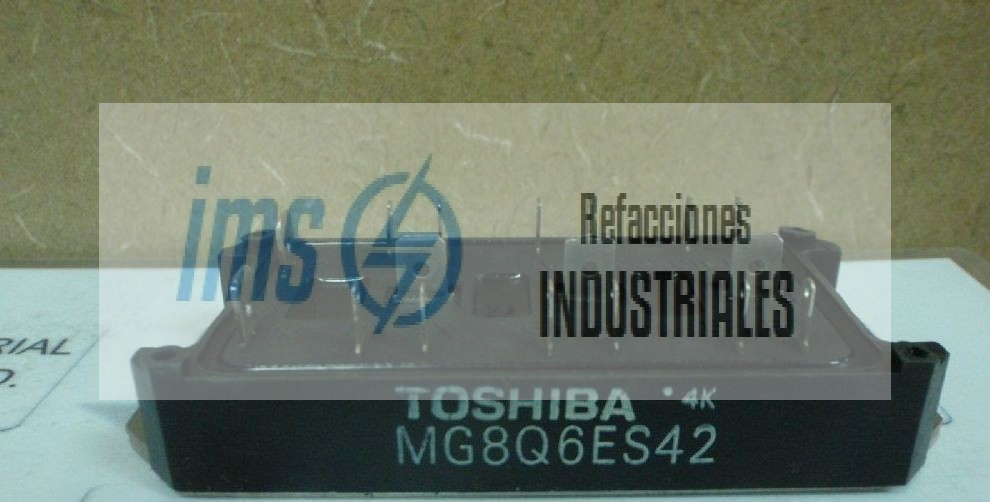 ims
Refacciones
INDUSTRIALES
RIAL
O.
TOSHIBA • 4K
MG8Q6ES42